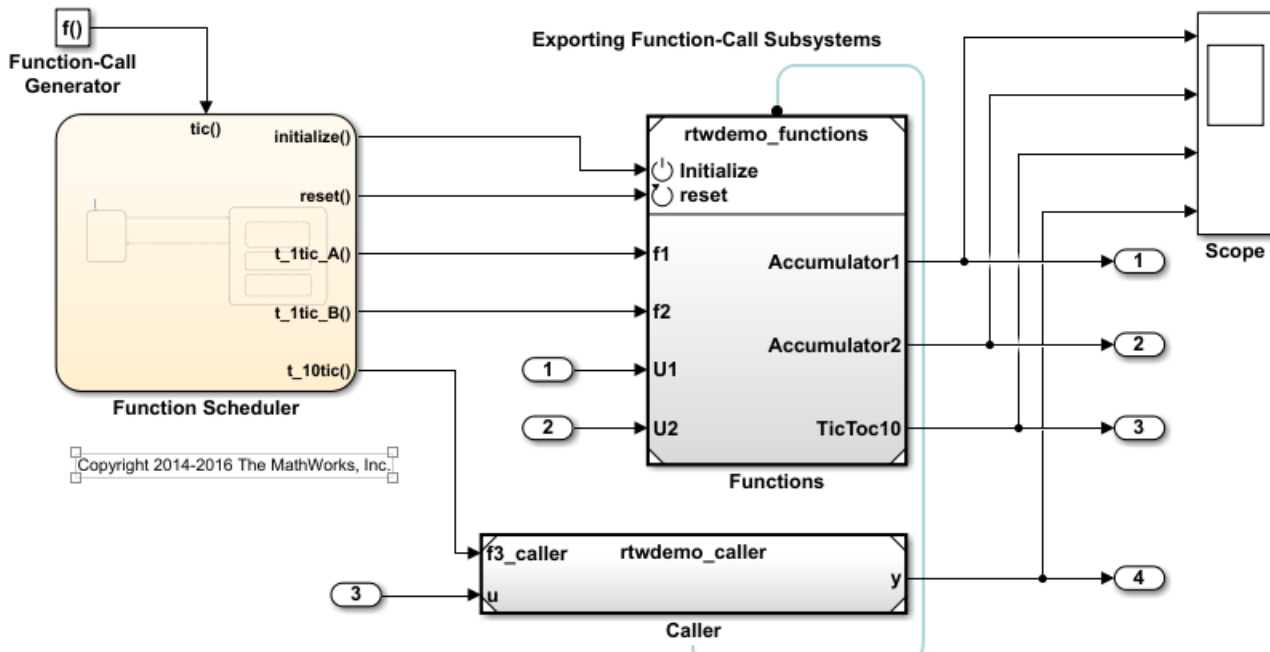 f()
Function-Call
Generator
Exporting Function-Call Subsystems
tic()
initialize()
reset()
t_1tic_A()
t_1tic_B()
t_10tic()
Function Scheduler
rtwdemo_functions
Initialize
reset
f1
f2
U1
U2
Accumulator1
Accumulator2
TicToc10
Functions
1
2
Scope
1
2
3
4
Copyright 2014-2016 The MathWorks, Inc.
f3_caller
rtwdemo_caller
u
y
Caller
3